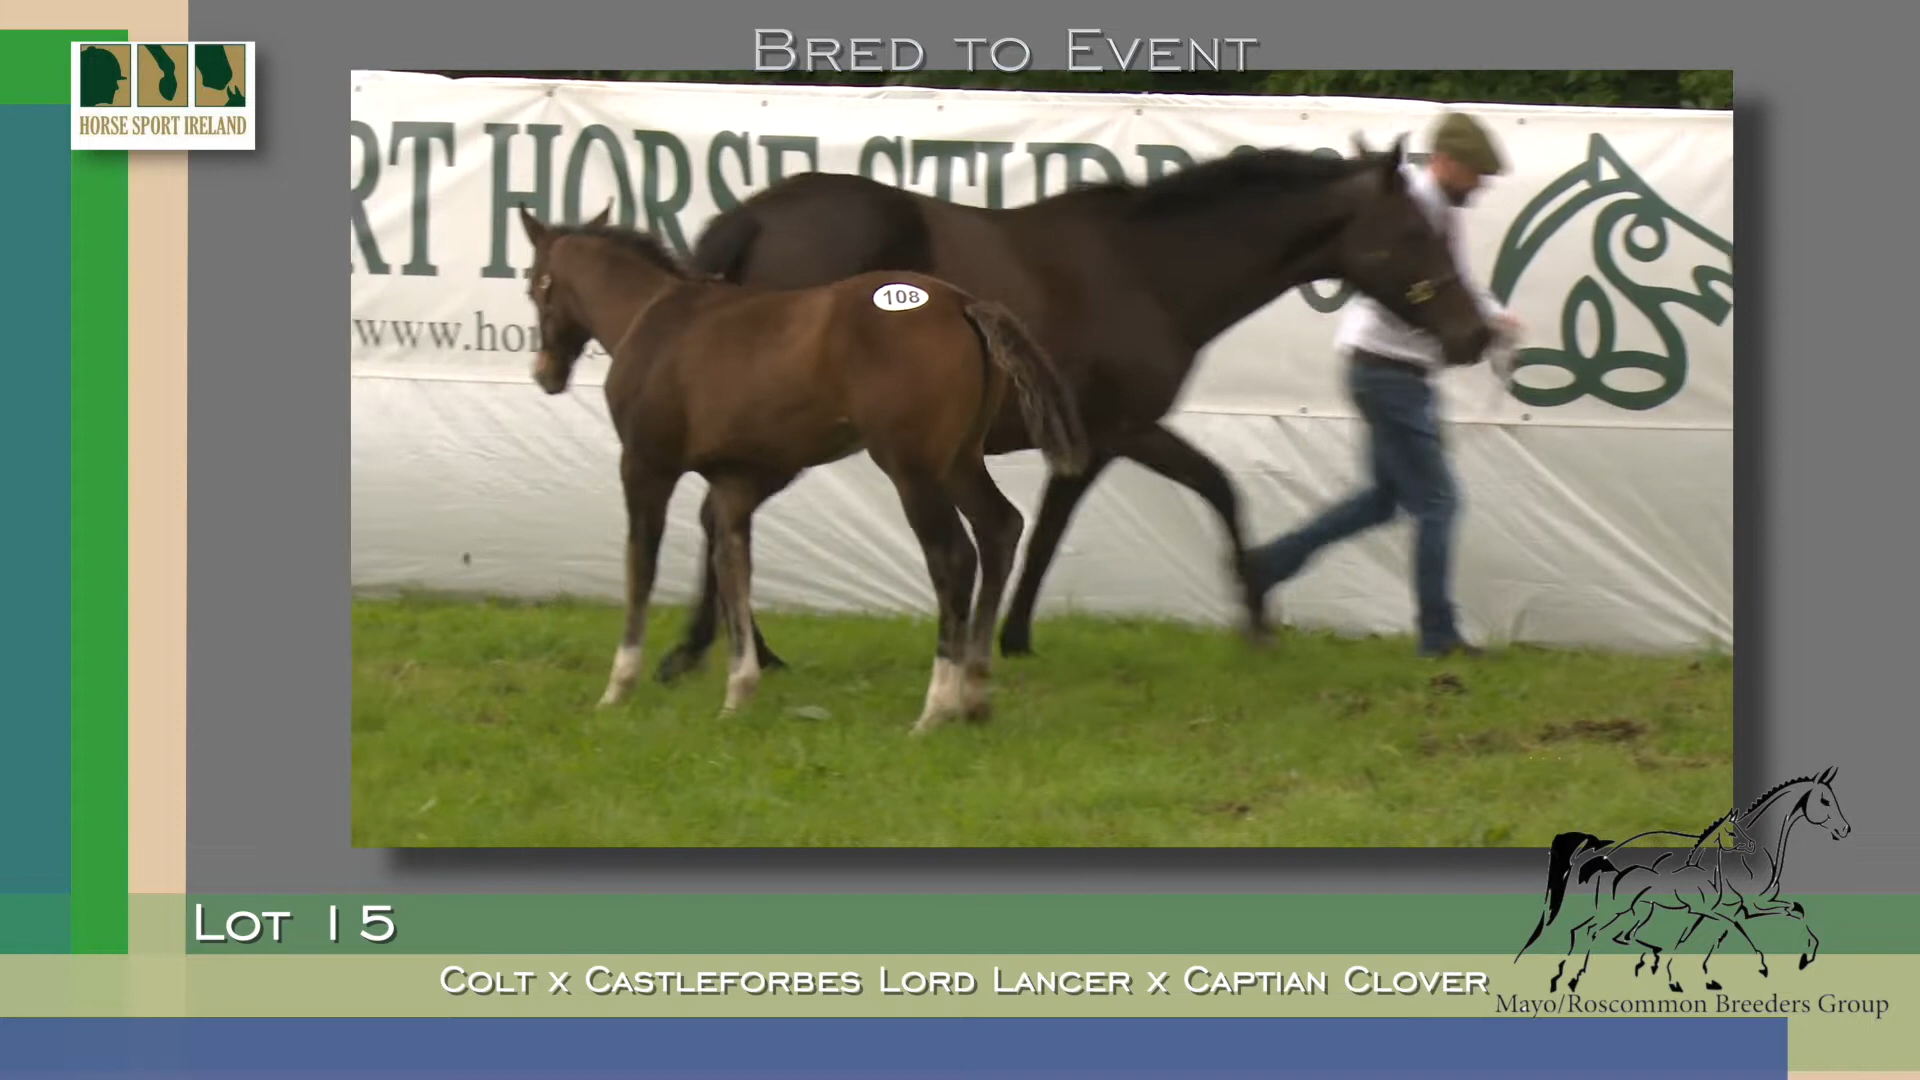 BRED TO EVENT
HORSE SPORT IRELAND
RT HORSE STUD
www.hor
108
LOT 15
COLT X CASTLEFORBES LORD LANCER X CAPTIAN CLOVER
Mayo/Roscommon Breeders Group